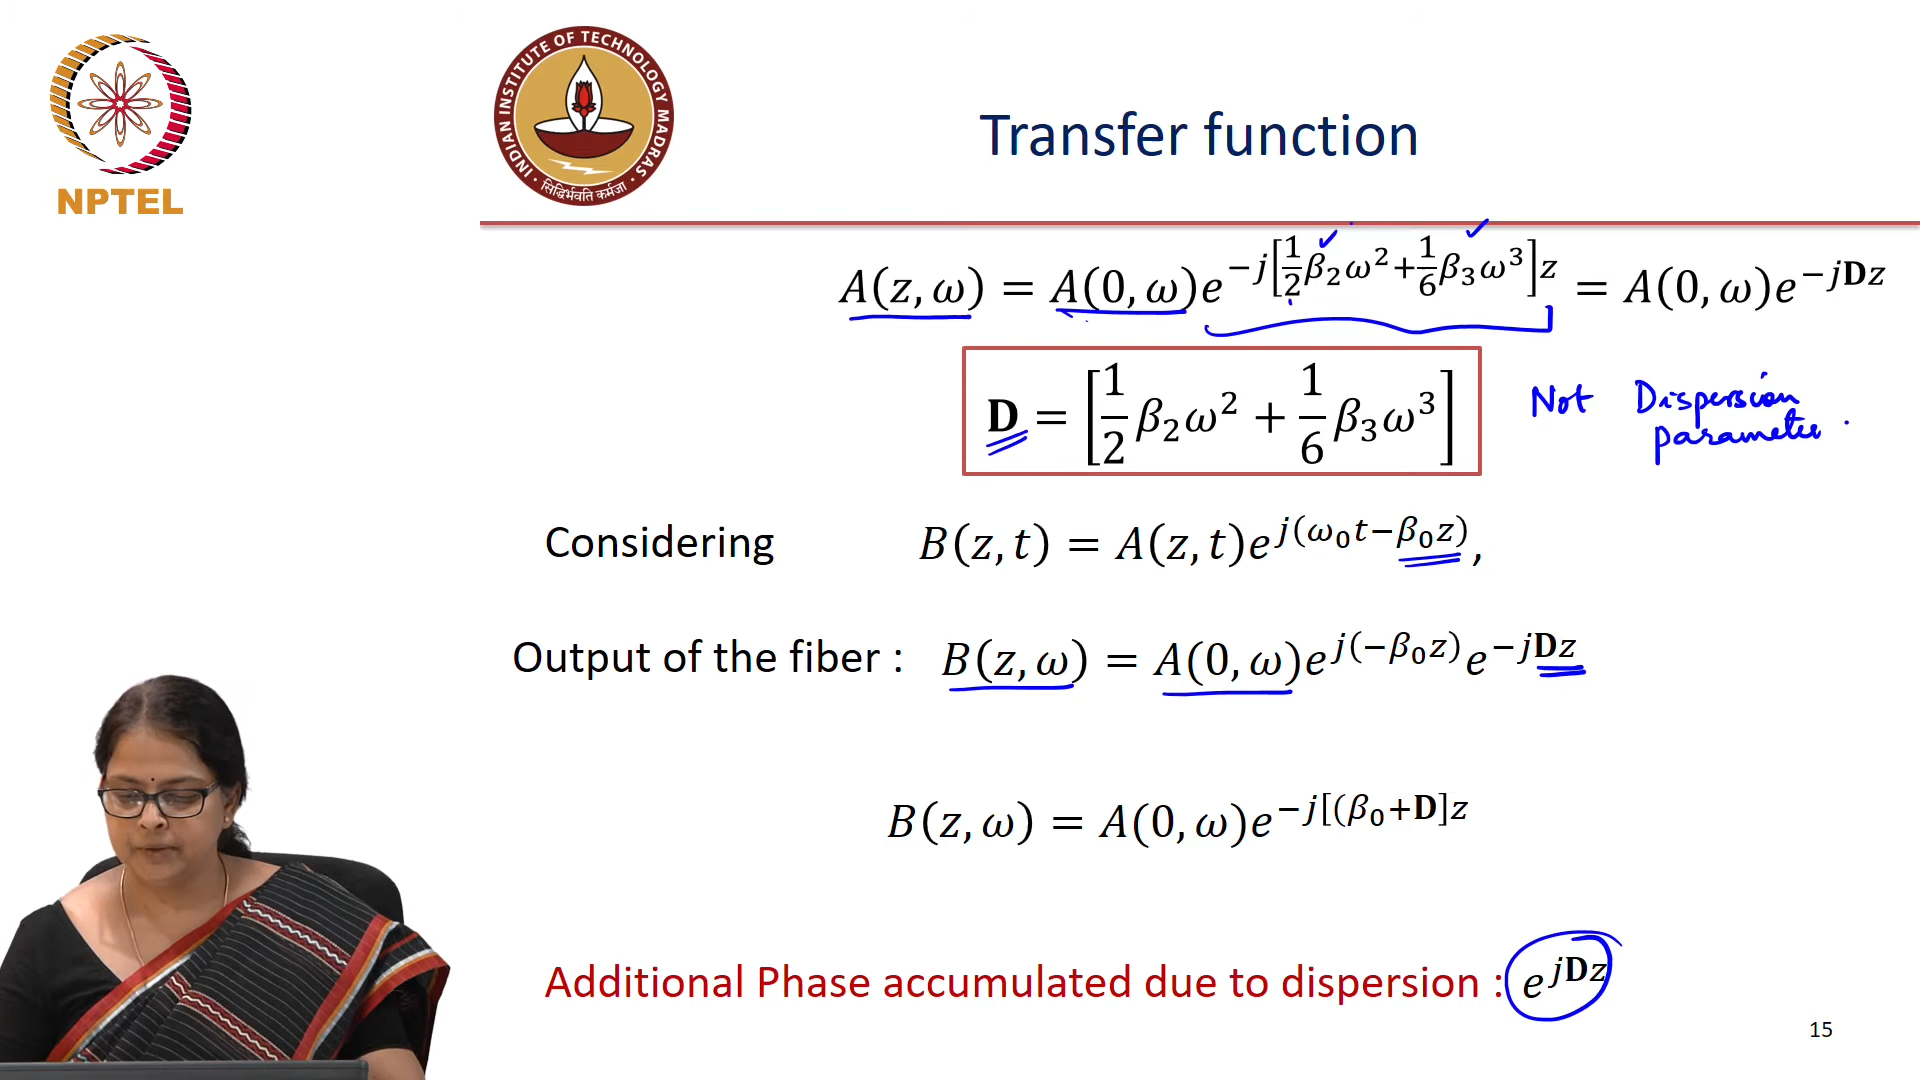 NPTEL
INDIAN INSTITUTE OF TECHNOLOGY MADRAS
सिद्धिर्भवति कर्मजा
Transfer function
A(z, ω) = A(0, ω)e^{−j[½β₂ω²+⅙β₃ω³]z} = A(0, ω)e^{−j𝐃z}
𝐃 = [½β₂ω² + ⅙β₃ω³]
Not Dispersion
parameter.
Considering B(z, t) = A(z, t)e^{j(ω₀t−β₀z)},
Output of the fiber : B(z, ω) = A(0, ω)e^{j(−β₀z)}e^{−j𝐃z}
B(z, ω) = A(0, ω)e^{−j[(β₀+𝐃]z}
Additional Phase accumulated due to dispersion : e^{j𝐃z}
15